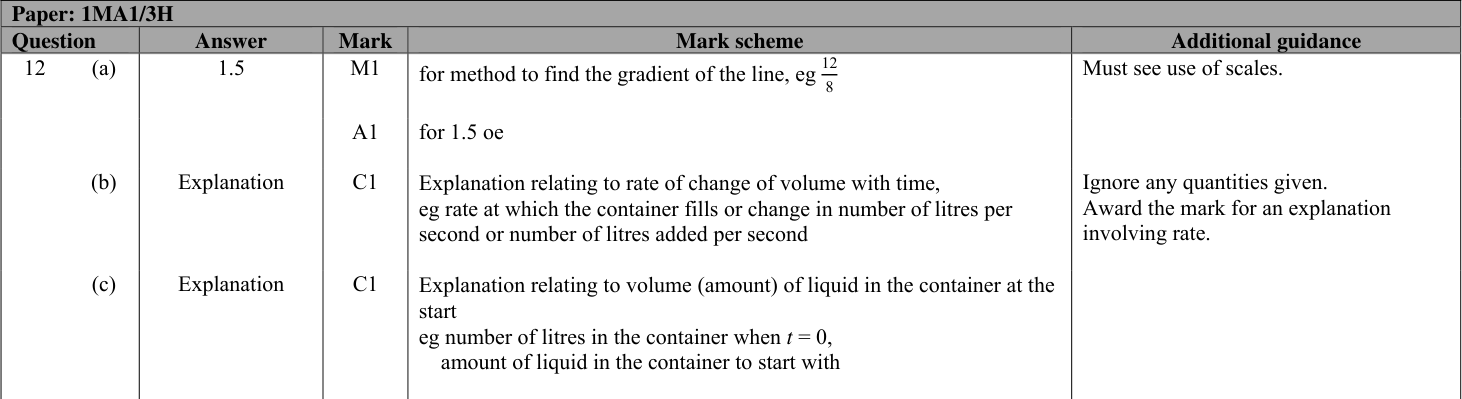 Paper: 1MA1/3H
Question Answer Mark Mark scheme Additional guidance
12 (a) 1.5 M1 for method to find the gradient of the line, eg 12/8 Must see use of scales.
A1 for 1.5 oe
(b) Explanation C1 Explanation relating to rate of change of volume with time, Ignore any quantities given.
eg rate at which the container fills or change in number of litres per Award the mark for an explanation
second or number of litres added per second involving rate.
(c) Explanation C1 Explanation relating to volume (amount) of liquid in the container at the
start
eg number of litres in the container when t = 0,
amount of liquid in the container to start with